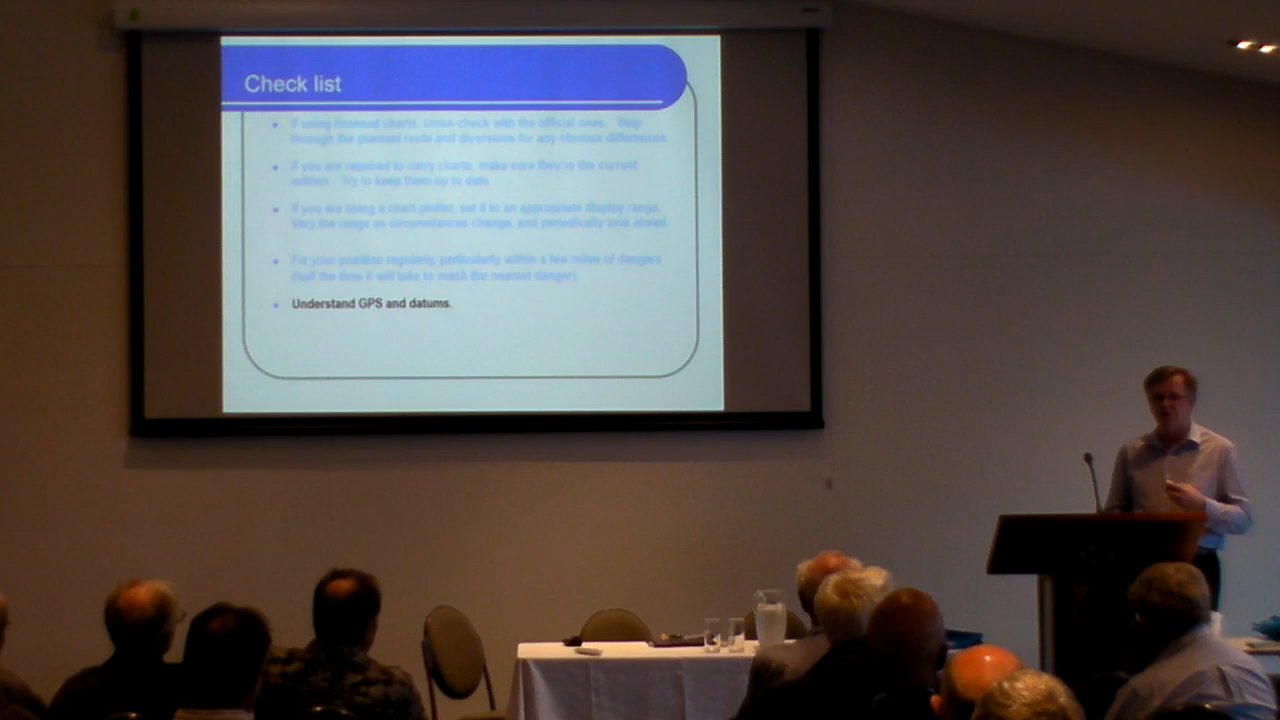 Check list
If using licensed charts, cross-check with the official ones. Step
through the planned route and diversions for any obvious differences.
If you are required to carry charts, make sure they're the current
edition. Try to keep them up to date.
If you are using a chart plotter, set it to an appropriate display range.
Vary the range as circumstances change, and periodically look ahead.
Fix your position regularly, particularly within a few miles of dangers
(half the time it will take to reach the nearest danger).
Understand GPS and datums.